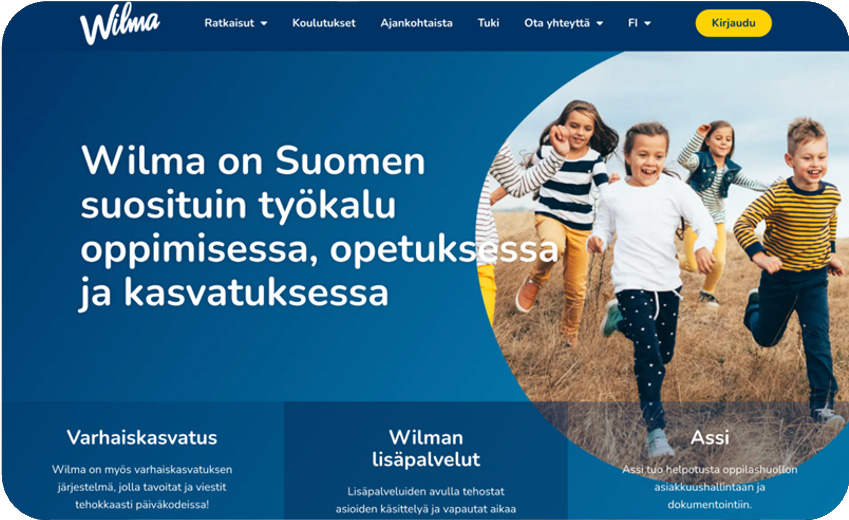 Wilma
Ratkaisut
Koulutukset
Ajankohtaista
Tuki
Ota yhteyttä
FI
Kirjaudu
Wilma on Suomen
suosituin työkalu
oppimisessa, opetuksessa
ja kasvatuksessa
Varhaiskasvatus
Wilma on myös varhaiskasvatuksen
järjestelmä, jolla tavoitat ja viestit
tehokkaasti päiväkodeissa!
Wilman
lisäpalvelut
Lisäpalveluiden avulla tehostat
asioiden käsittelyä ja vapautat aikaa
Assi
Assi tuo helpotusta oppilashuollon
asiakkuushallintaan ja
dokumentointiin.